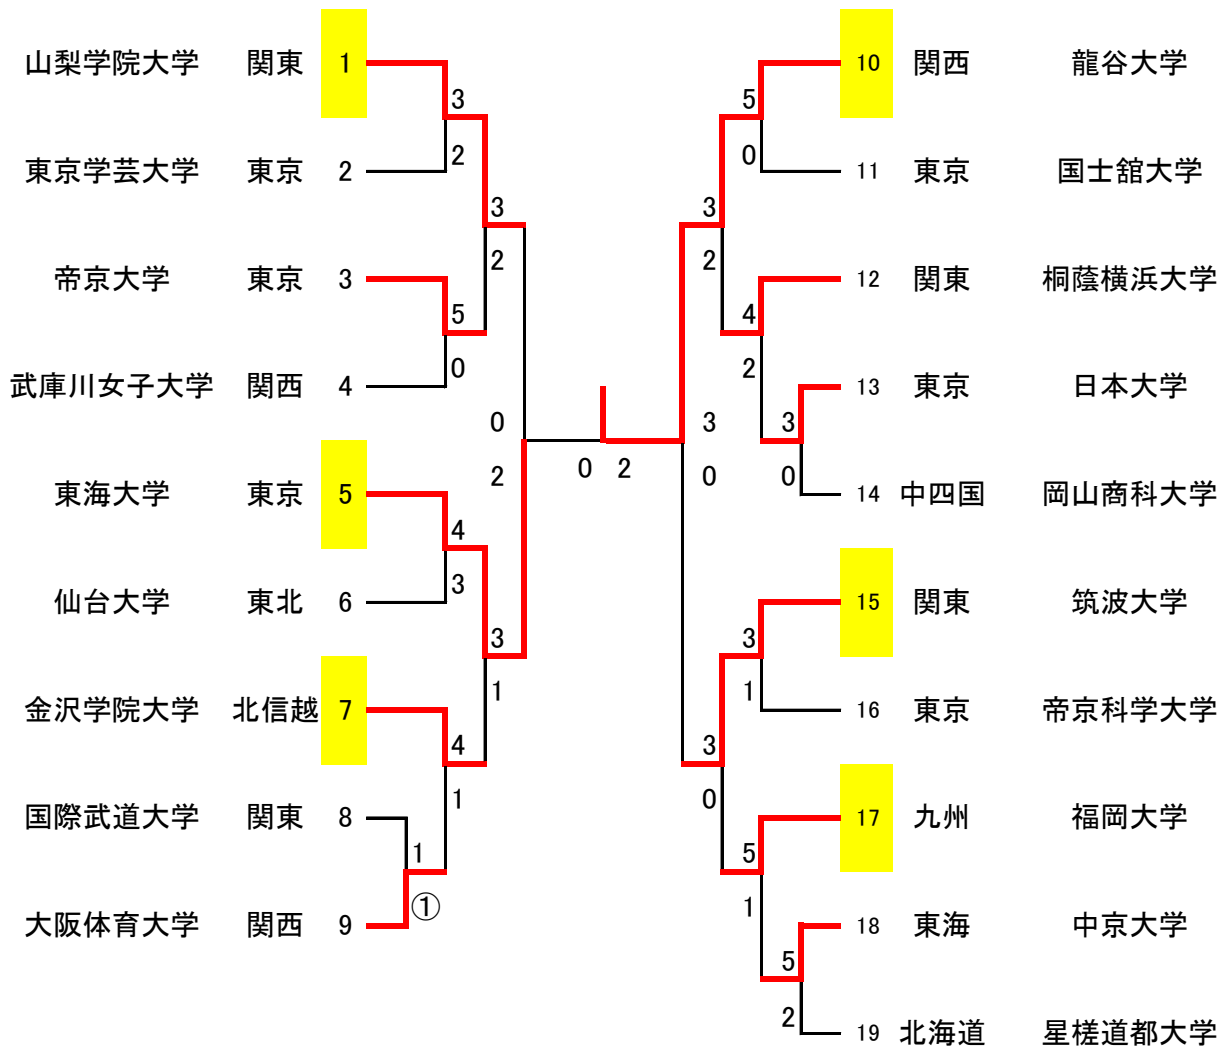 山梨学院大学 関東 1
3
2
東京学芸大学 東京 2
3
2
帝京大学 東京 3
5
0
武庫川女子大学 関西 4
0
2
東海大学 東京 5
4
3
仙台大学 東北 6
3
1
金沢学院大学 北信越 7
4
1
国際武道大学 関東 8
1
①
大阪体育大学 関西 9
0 2
10 関西 龍谷大学
5
0
11 東京 国士舘大学
3
2
12 関東 桐蔭横浜大学
4
2
13 東京 日本大学
3
0
14 中四国 岡山商科大学
3
0
15 関東 筑波大学
3
1
16 東京 帝京科学大学
3
0
17 九州 福岡大学
5
1
18 東海 中京大学
5
2
19 北海道 星槎道都大学